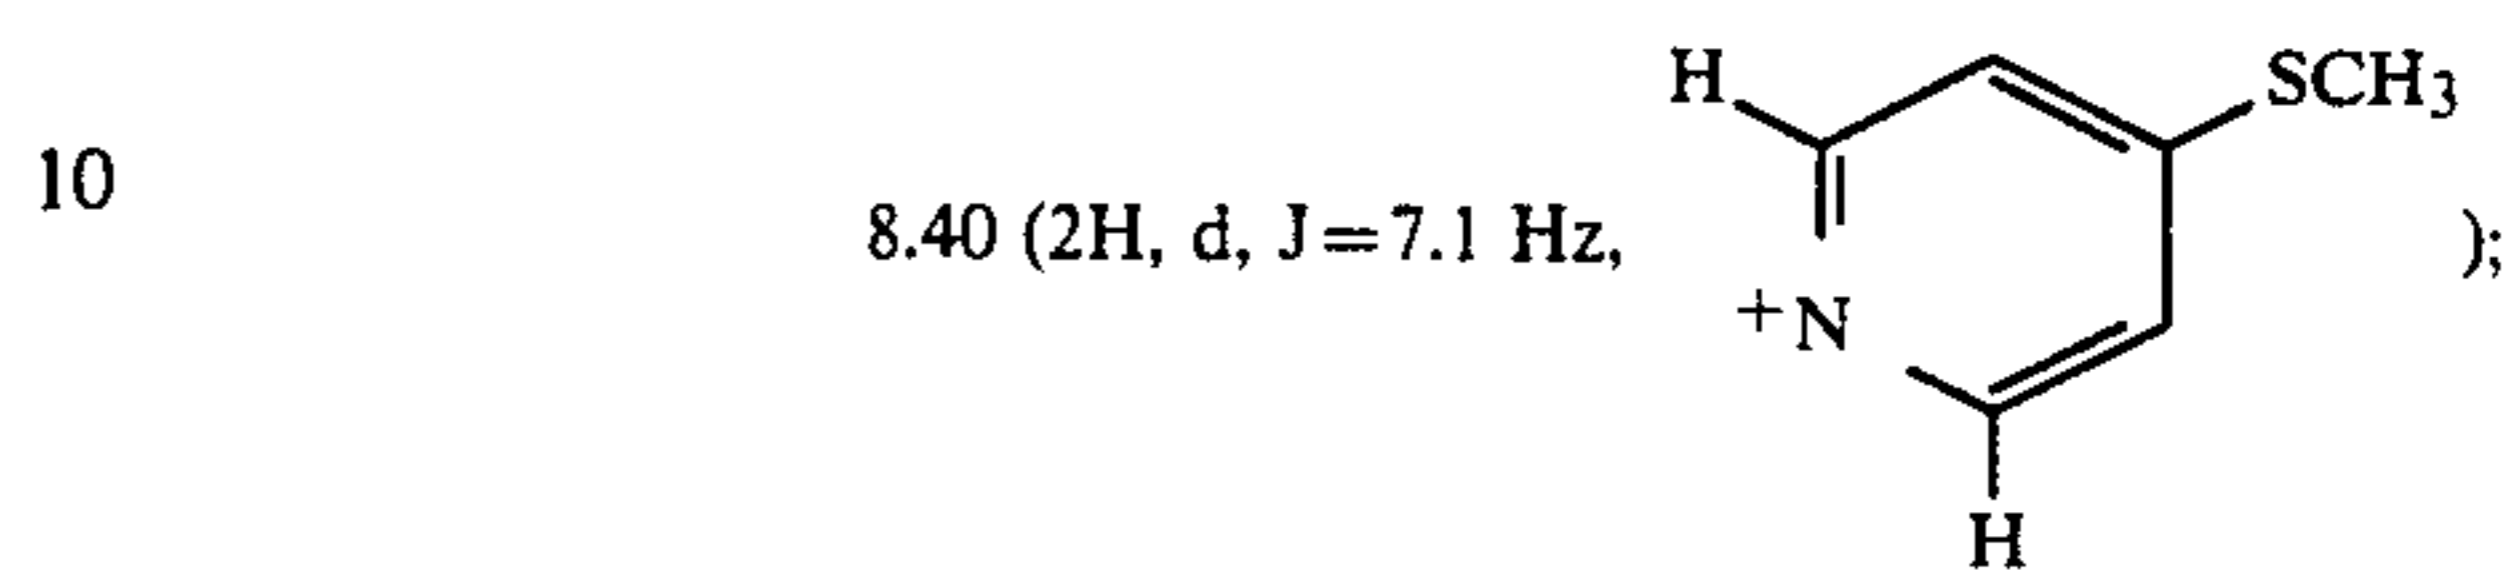 H SCH3
10
8.40 (2H, d, J=7.1 Hz, );
+N
H